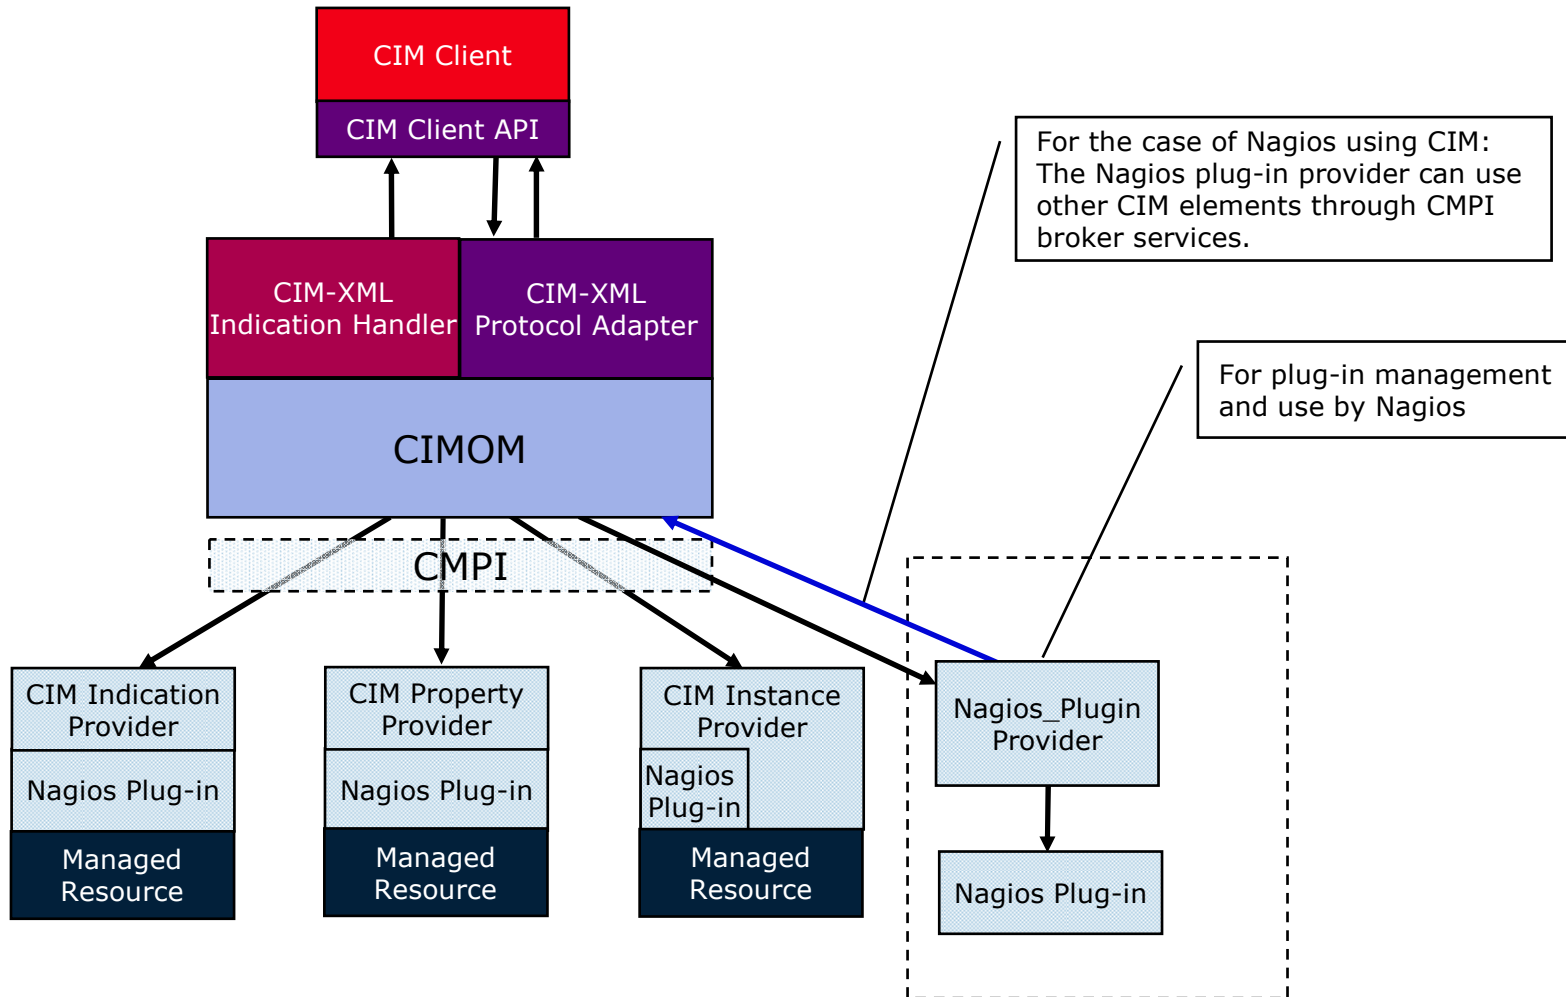 CIM Client
CIM Client API
For the case of Nagios using CIM:
The Nagios plug-in provider can use
other CIM elements through CMPI
broker services.
CIM-XML
Indication Handler
CIM-XML
Protocol Adapter
For plug-in management
and use by Nagios
CIMOM
CMPI
CIM Indication
Provider
Nagios Plug-in
Managed
Resource
CIM Property
Provider
Nagios Plug-in
Managed
Resource
CIM Instance
Provider
Nagios
Plug-in
Managed
Resource
Nagios_Plugin
Provider
Nagios Plug-in